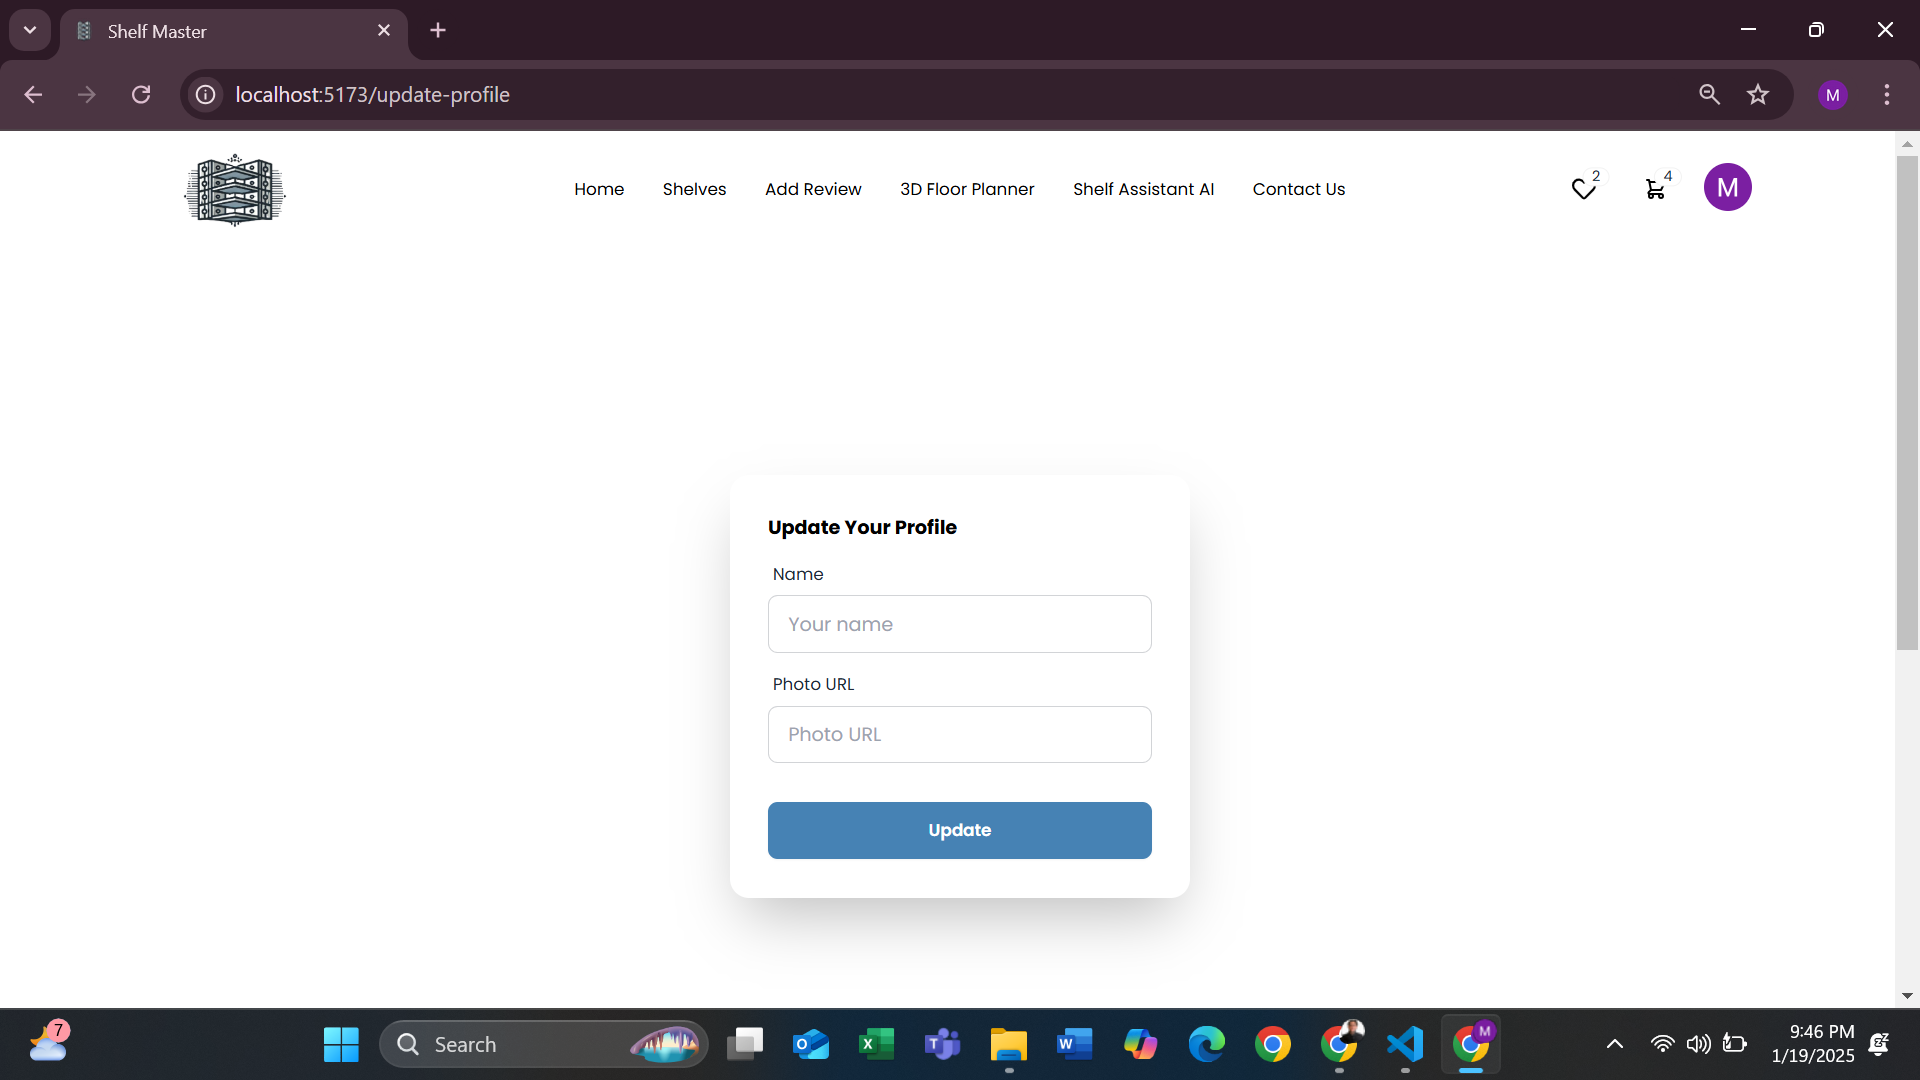 Shelf Master
localhost:5173/update-profile
M
Home Shelves Add Review 3D Floor Planner Shelf Assistant AI Contact Us 2 4 M
Update Your Profile
Name
Your name
Photo URL
Photo URL
Update
7
Search
M
9:46 PM
1/19/2025